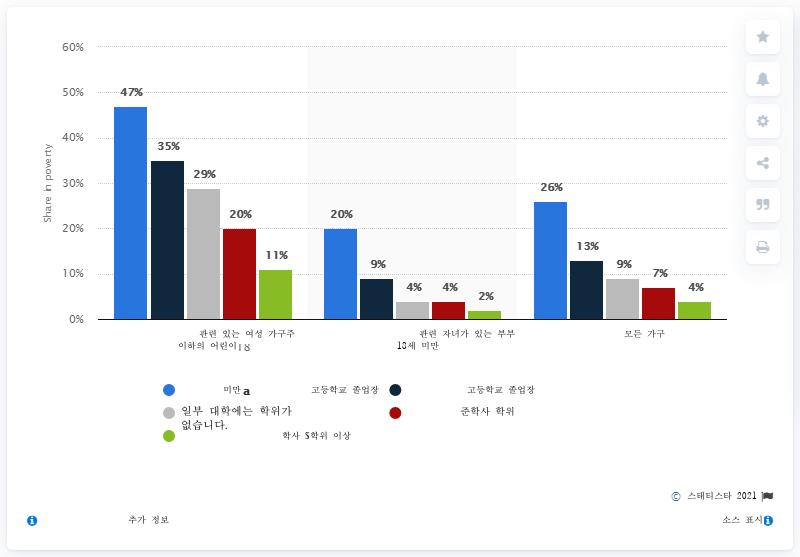 60%
50%
40%
30%
20%
10%
0%
Share in poverty
47%
35%
29%
20%
11%
20%
9%
4%
4%
2%
26%
13%
9%
7%
4%
관련 있는 여성 가구주
이하의 어린이18
관련 자녀가 있는 부부
18세 미만
모든 가구
미만 a 고등학교 졸업장
고등학교 졸업장
일부 대학에는 학위가
없습니다.
준학사 학위
학사 S학위 이상
© 스태티스타 2021
추가 정보
소스 표시